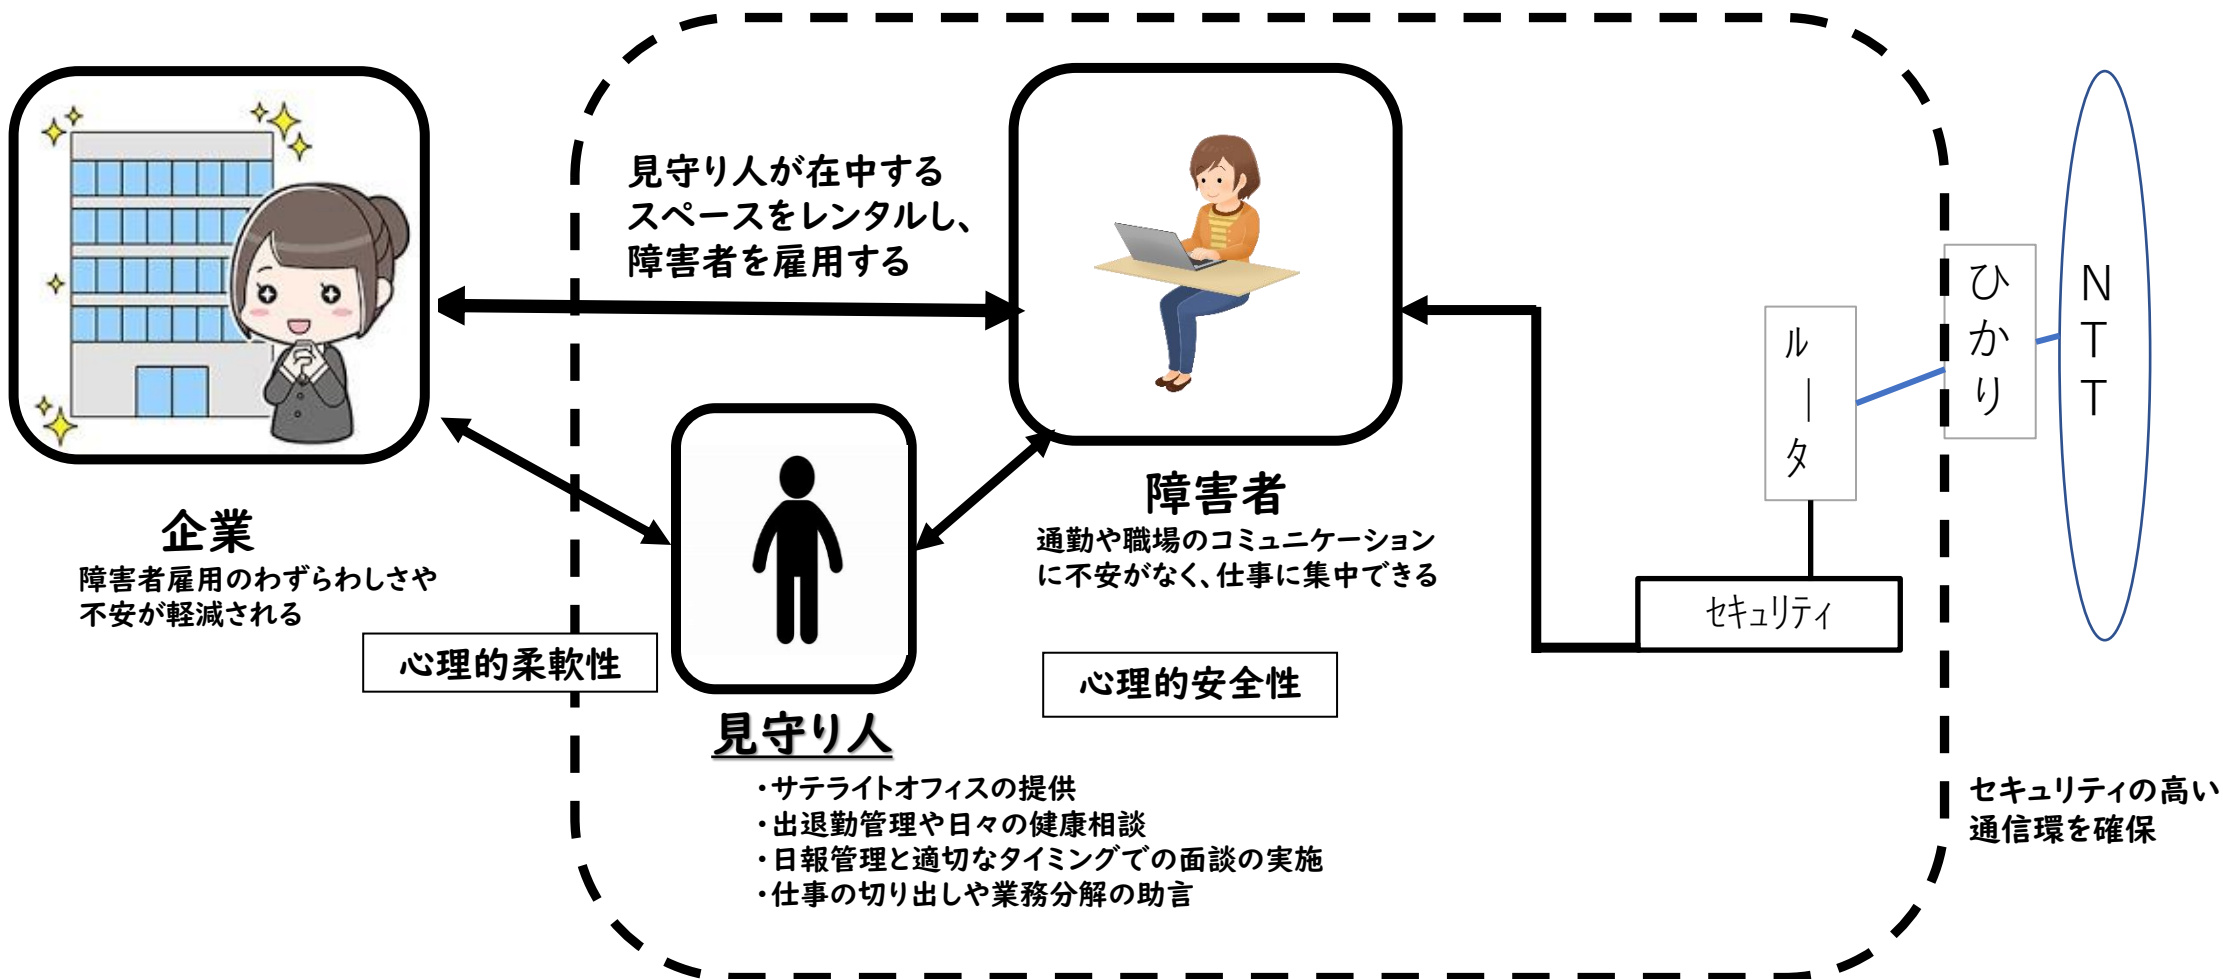 見守り人が在中する
スペースをレンタルし、
障害者を雇用する
企業
障害者雇用のわずらわしさや
不安が軽減される
心理的柔軟性
見守り人
・サテライトオフィスの提供
・出退勤管理や日々の健康相談
・日報管理と適切なタイミングでの面談の実施
・仕事の切り出しや業務分解の助言
障害者
通勤や職場のコミュニケーション
に不安がなく、仕事に集中できる
心理的安全性
ルータ
セキュリティ
ひかり
NTT
セキュリティの高い
通信環を確保